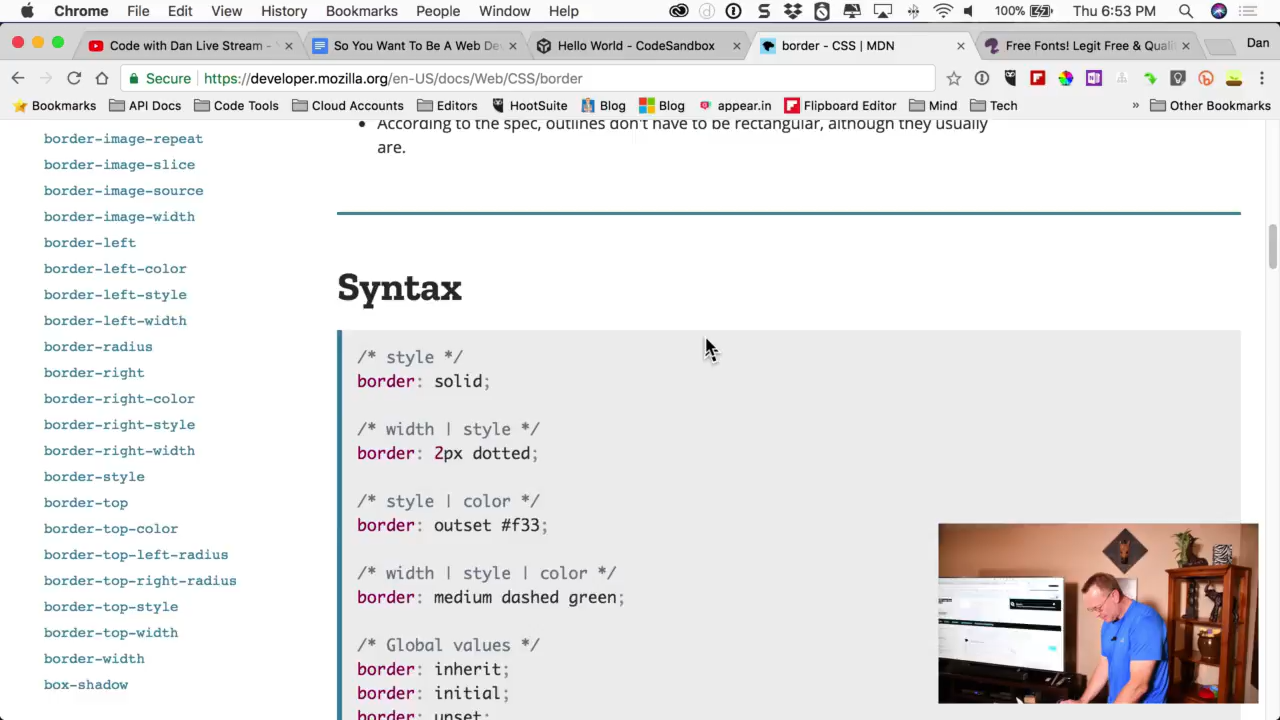 Chrome File Edit View History Bookmarks People Window Help 100% Thu 6:53 PM
Code with Dan Live Stream - So You Want To Be A Web De Hello World - CodeSandbox border - CSS | MDN Free Fonts! Legit Free & Quali Dan
Secure https://developer.mozilla.org/en-US/docs/Web/CSS/border
Bookmarks API Docs Code Tools Cloud Accounts Editors HootSuite Blog Blog appear.in Flipboard Editor Mind Tech » Other Bookmarks
border-image-repeat
border-image-slice
border-image-source
border-image-width
border-left
border-left-color
border-left-style
border-left-width
border-radius
border-right
border-right-color
border-right-style
border-right-width
border-style
border-top
border-top-color
border-top-left-radius
border-top-right-radius
border-top-style
border-top-width
border-width
box-shadow
• According to the spec, outlines don't have to be rectangular, although they usually
are.
Syntax
/* style */
border: solid;
/* width | style */
border: 2px dotted;
/* style | color */
border: outset #f33;
/* width | style | color */
border: medium dashed green;
/* Global values */
border: inherit;
border: initial;
border: unset;